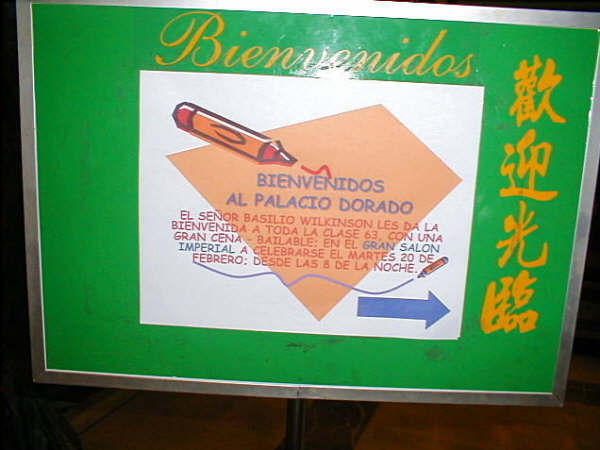 Bienvenidos
歡迎光臨
BIENVENIDOS
AL PALACIO DORADO
EL SEÑOR BASILIO WILKINSON LES DA LA
BIENVENIDA A TODA LA CLASE 63, CON UNA
GRAN CENA - BAILABLE: EN EL GRAN SALON
IMPERIAL A CELEBRARSE EL MARTES 20 DE
FEBRERO: DESDE LAS 8 DE LA NOCHE.